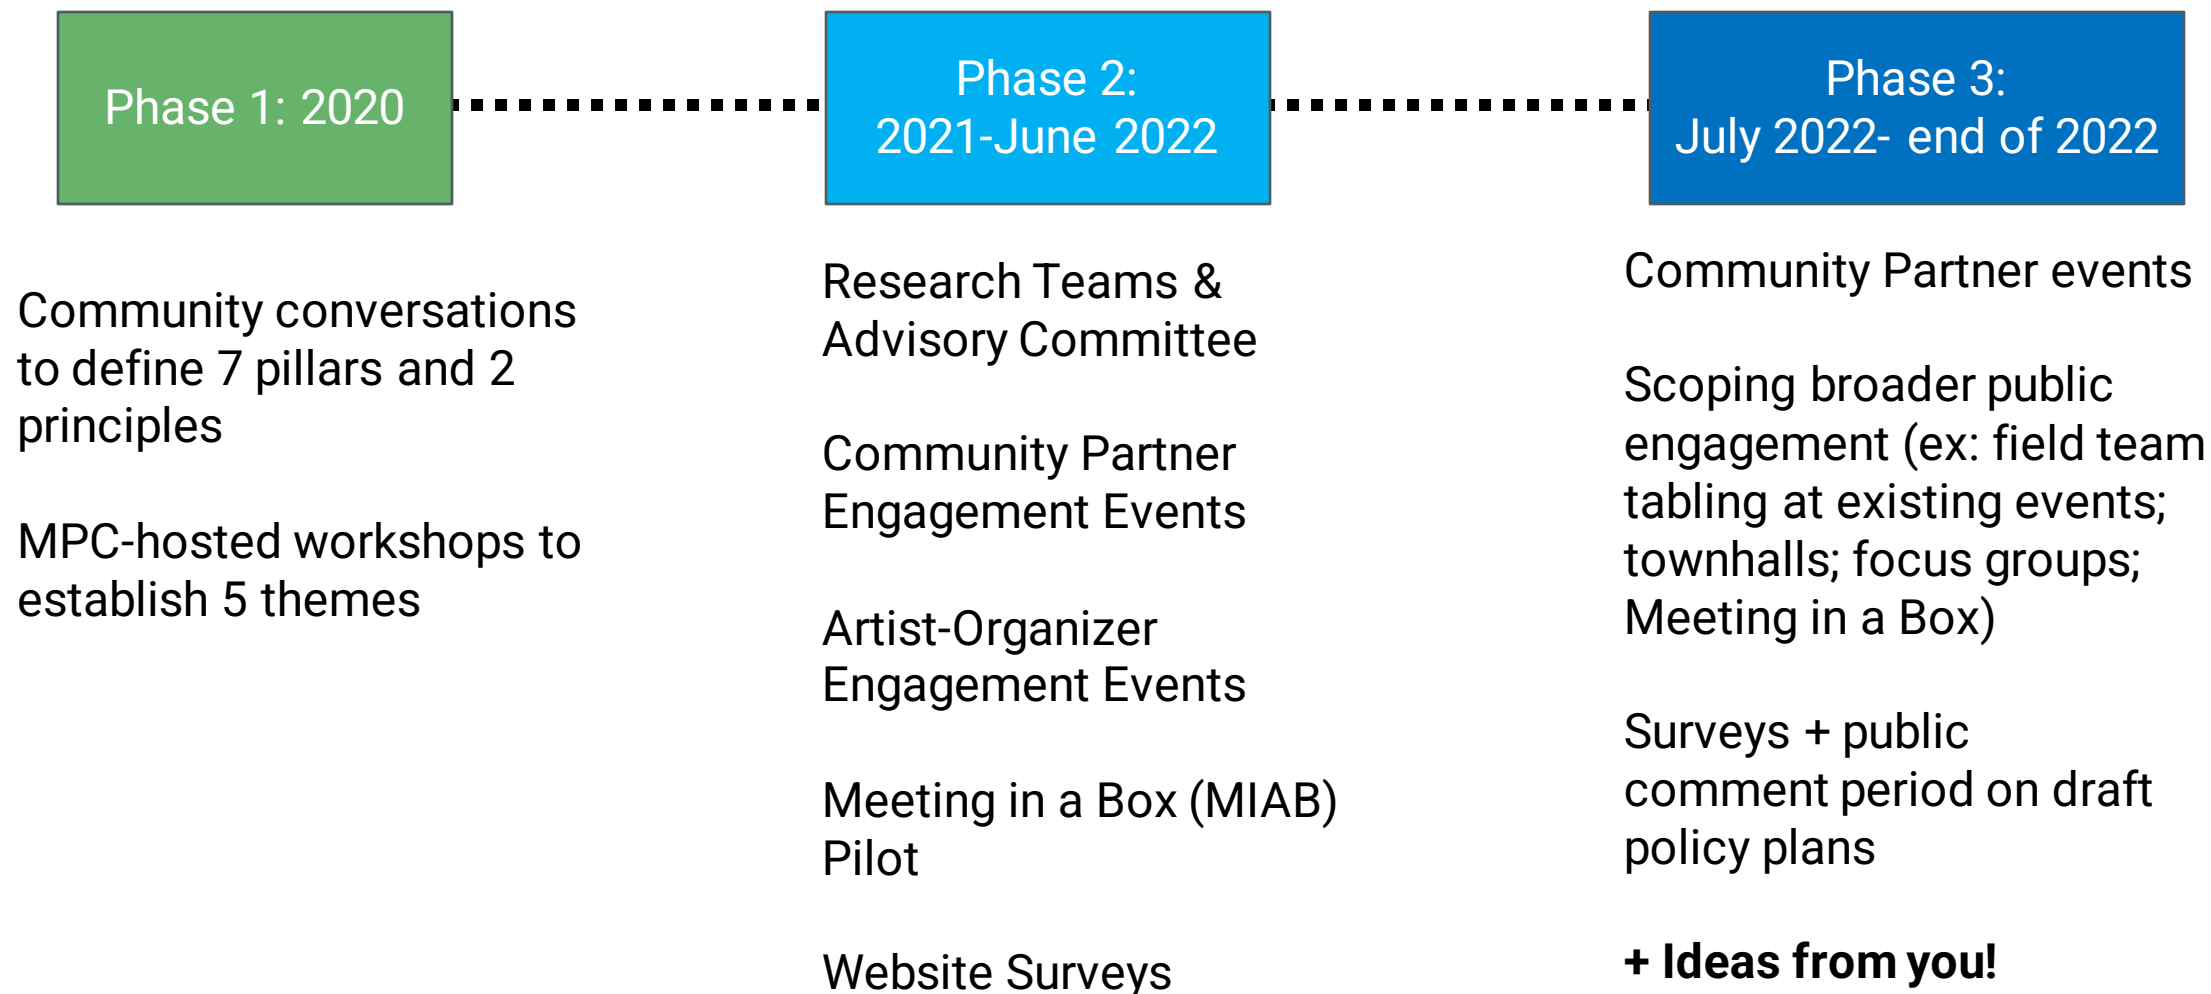 Phase 1: 2020
Community conversations
to define 7 pillars and 2
principles
MPC-hosted workshops to
establish 5 themes
Phase 2:
2021-June 2022
Research Teams &
Advisory Committee
Community Partner
Engagement Events
Artist-Organizer
Engagement Events
Meeting in a Box (MIAB)
Pilot
Website Surveys
Phase 3:
July 2022- end of 2022
Community Partner events
Scoping broader public
engagement (ex: field team
tabling at existing events;
townhalls; focus groups;
Meeting in a Box)
Surveys + public
comment period on draft
policy plans
+ Ideas from you!